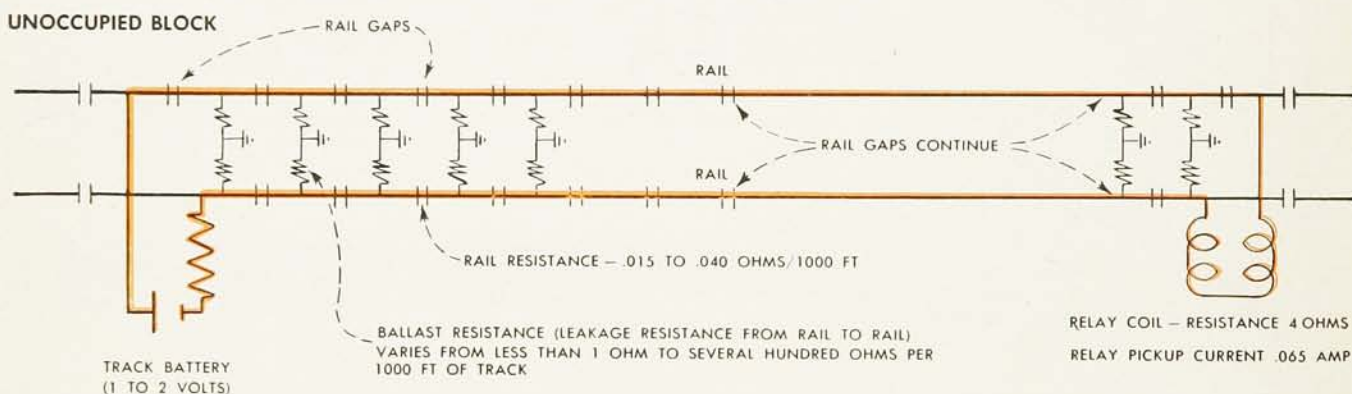 UNOCCUPIED BLOCK
RAIL GAPS
RAIL
RAIL GAPS CONTINUE
RAIL
RAIL RESISTANCE — .015 TO .040 OHMS/1000 FT
BALLAST RESISTANCE (LEAKAGE RESISTANCE FROM RAIL TO RAIL)
VARIES FROM LESS THAN 1 OHM TO SEVERAL HUNDRED OHMS PER
1000 FT OF TRACK
TRACK BATTERY
(1 TO 2 VOLTS)
RELAY COIL — RESISTANCE 4 OHMS
RELAY PICKUP CURRENT .065 AMP